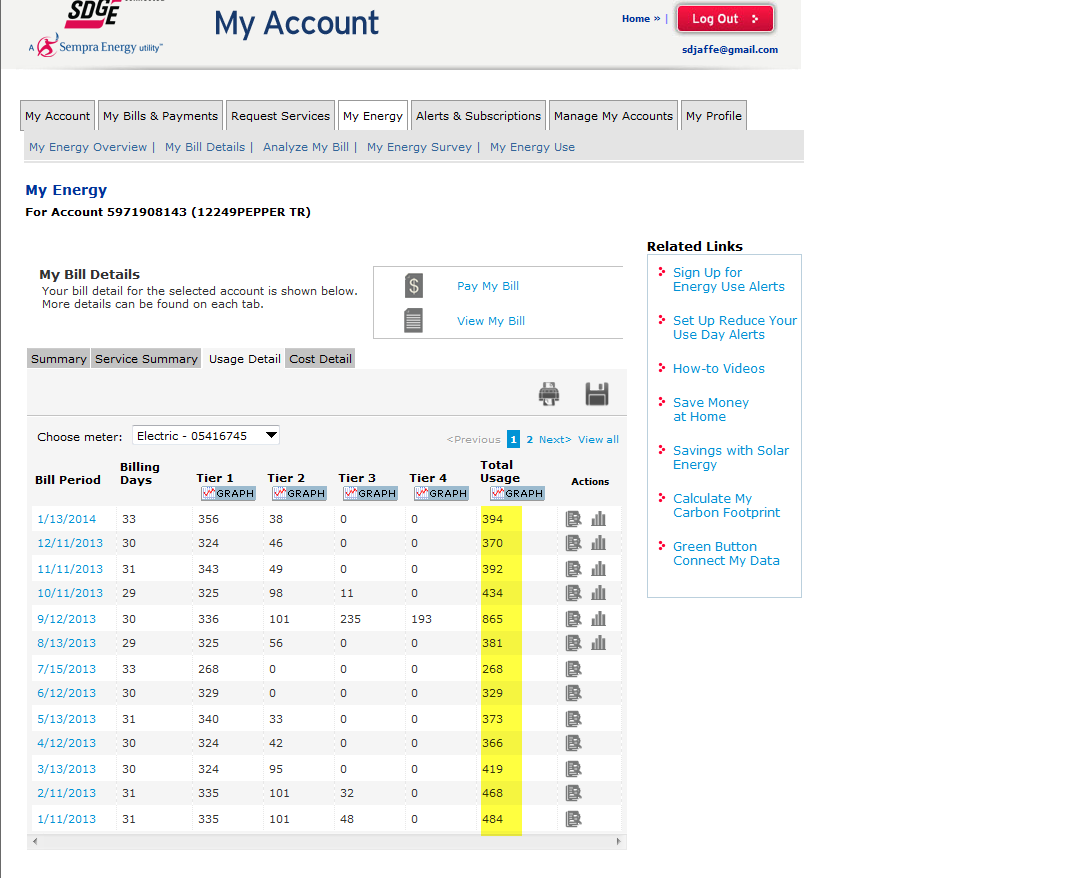 SDGE
My Account
Home » |
Log Out
A Sempra Energy utility™
sdjaffe@gmail.com
My Account My Bills & Payments Request Services My Energy Alerts & Subscriptions Manage My Accounts My Profile
My Energy Overview | My Bill Details | Analyze My Bill | My Energy Survey | My Energy Use
My Energy
For Account 5971908143 (12249PEPPER TR)
My Bill Details
Your bill detail for the selected account is shown below.
More details can be found on each tab.
$ Pay My Bill
View My Bill
Summary Service Summary Usage Detail Cost Detail
Choose meter: Electric - 05416745
<Previous 1 2 Next> View all
Bill Period Billing Days Tier 1 Tier 2 Tier 3 Tier 4 Total Usage Actions
GRAPH GRAPH GRAPH GRAPH GRAPH
1/13/2014 33 356 38 0 0 394
12/11/2013 30 324 46 0 0 370
11/11/2013 31 343 49 0 0 392
10/11/2013 29 325 98 11 0 434
9/12/2013 30 336 101 235 193 865
8/13/2013 29 325 56 0 0 381
7/15/2013 33 268 0 0 0 268
6/12/2013 30 329 0 0 0 329
5/13/2013 31 340 33 0 0 373
4/12/2013 30 324 42 0 0 366
3/13/2013 30 324 95 0 0 419
2/11/2013 31 335 101 32 0 468
1/11/2013 31 335 101 48 0 484
Related Links
Sign Up for
Energy Use Alerts
Set Up Reduce Your
Use Day Alerts
How-to Videos
Save Money
at Home
Savings with Solar
Energy
Calculate My
Carbon Footprint
Green Button
Connect My Data